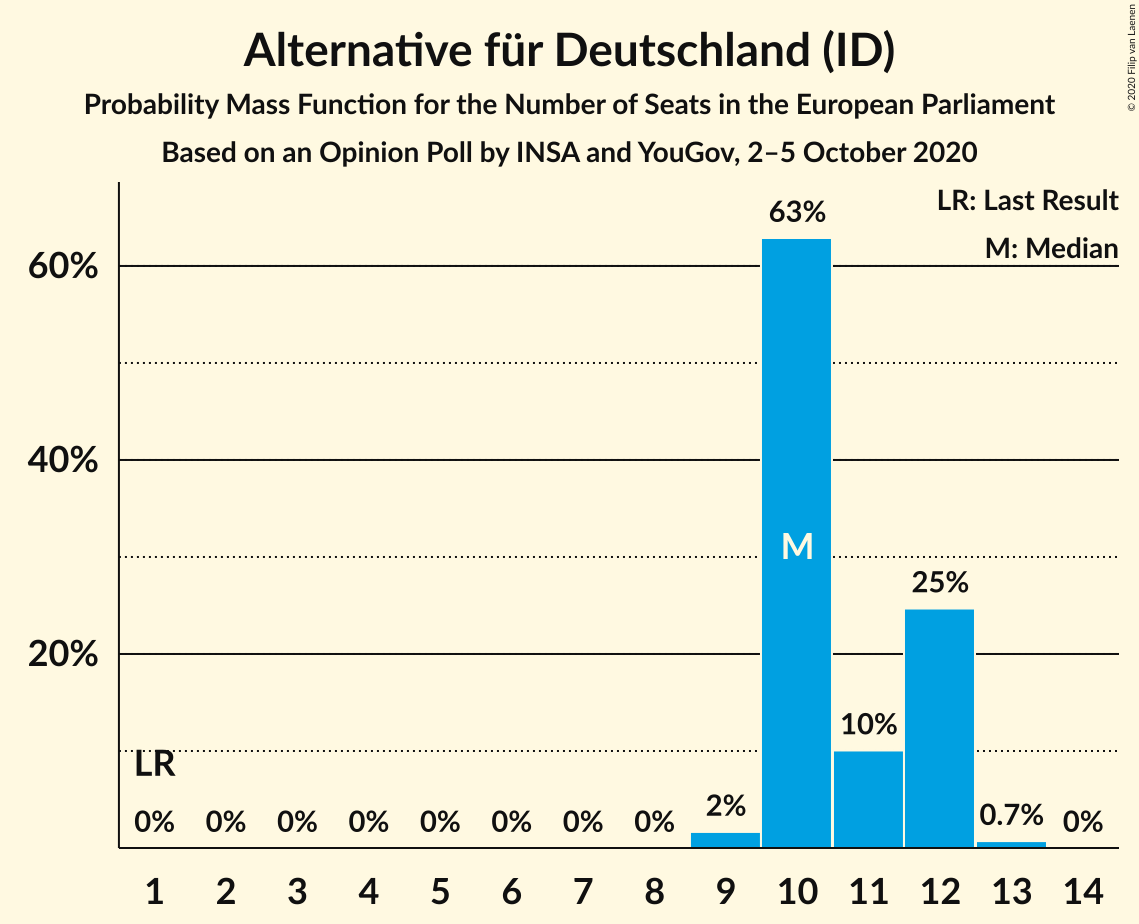 Alternative für Deutschland (ID)
Probability Mass Function for the Number of Seats in the European Parliament
Based on an Opinion Poll by INSA and YouGov, 2–5 October 2020
© 2020 Filip van Laenen
LR: Last Result
M: Median
60%
40%
20%
LR
M
0% 0% 0% 0% 0% 0% 0% 0% 2% 63% 10% 25% 0.7% 0%
1 2 3 4 5 6 7 8 9 10 11 12 13 14